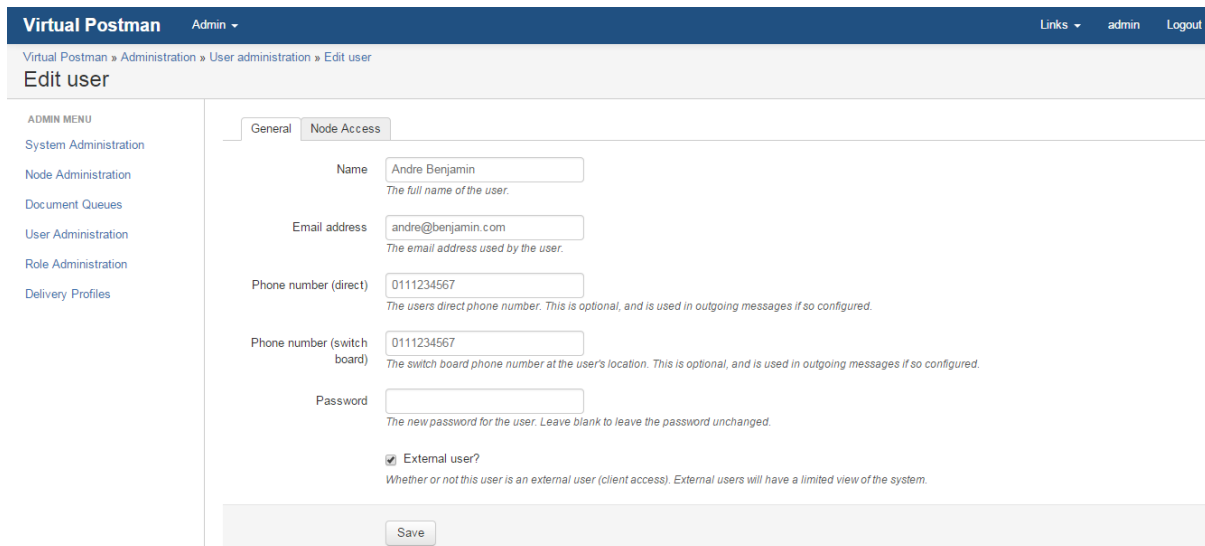 Virtual Postman Admin Links admin Logout
Virtual Postman » Administration » User administration » Edit user
Edit user
ADMIN MENU
System Administration
Node Administration
Document Queues
User Administration
Role Administration
Delivery Profiles
General Node Access
Name Andre Benjamin
The full name of the user.
Email address andre@benjamin.com
The email address used by the user.
Phone number (direct) 0111234567
The users direct phone number. This is optional, and is used in outgoing messages if so configured.
Phone number (switch board) 0111234567
The switch board phone number at the user's location. This is optional, and is used in outgoing messages if so configured.
Password
The new password for the user. Leave blank to leave the password unchanged.
External user?
Whether or not this user is an external user (client access). External users will have a limited view of the system.
Save